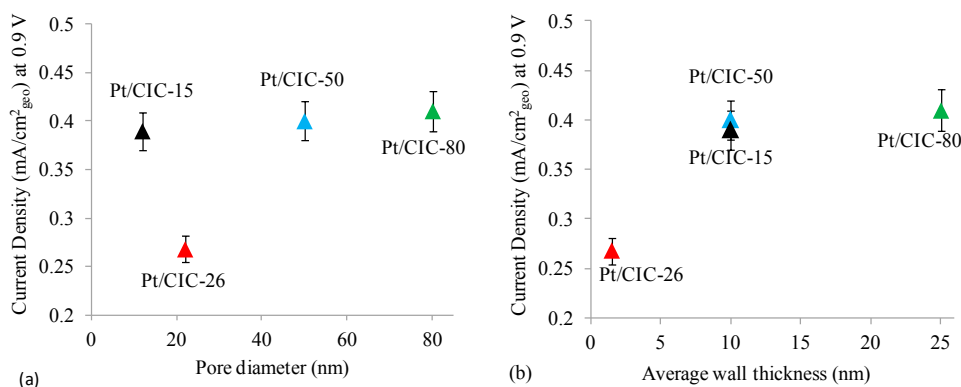 Current Density (mA/cm²geo) at 0.9 V
0.5
0.45
0.4
0.35
0.3
0.25
0.2
Pt/CIC-15
Pt/CIC-50
Pt/CIC-80
Pt/CIC-26
0 20 40 60 80
Pore diameter (nm)
(a)
Current Density (mA/cm²geo) at 0.9 V
0.5
0.45
0.4
0.35
0.3
0.25
0.2
Pt/CIC-50
Pt/CIC-15
Pt/CIC-80
Pt/CIC-26
0 5 10 15 20 25
Average wall thickness (nm)
(b)